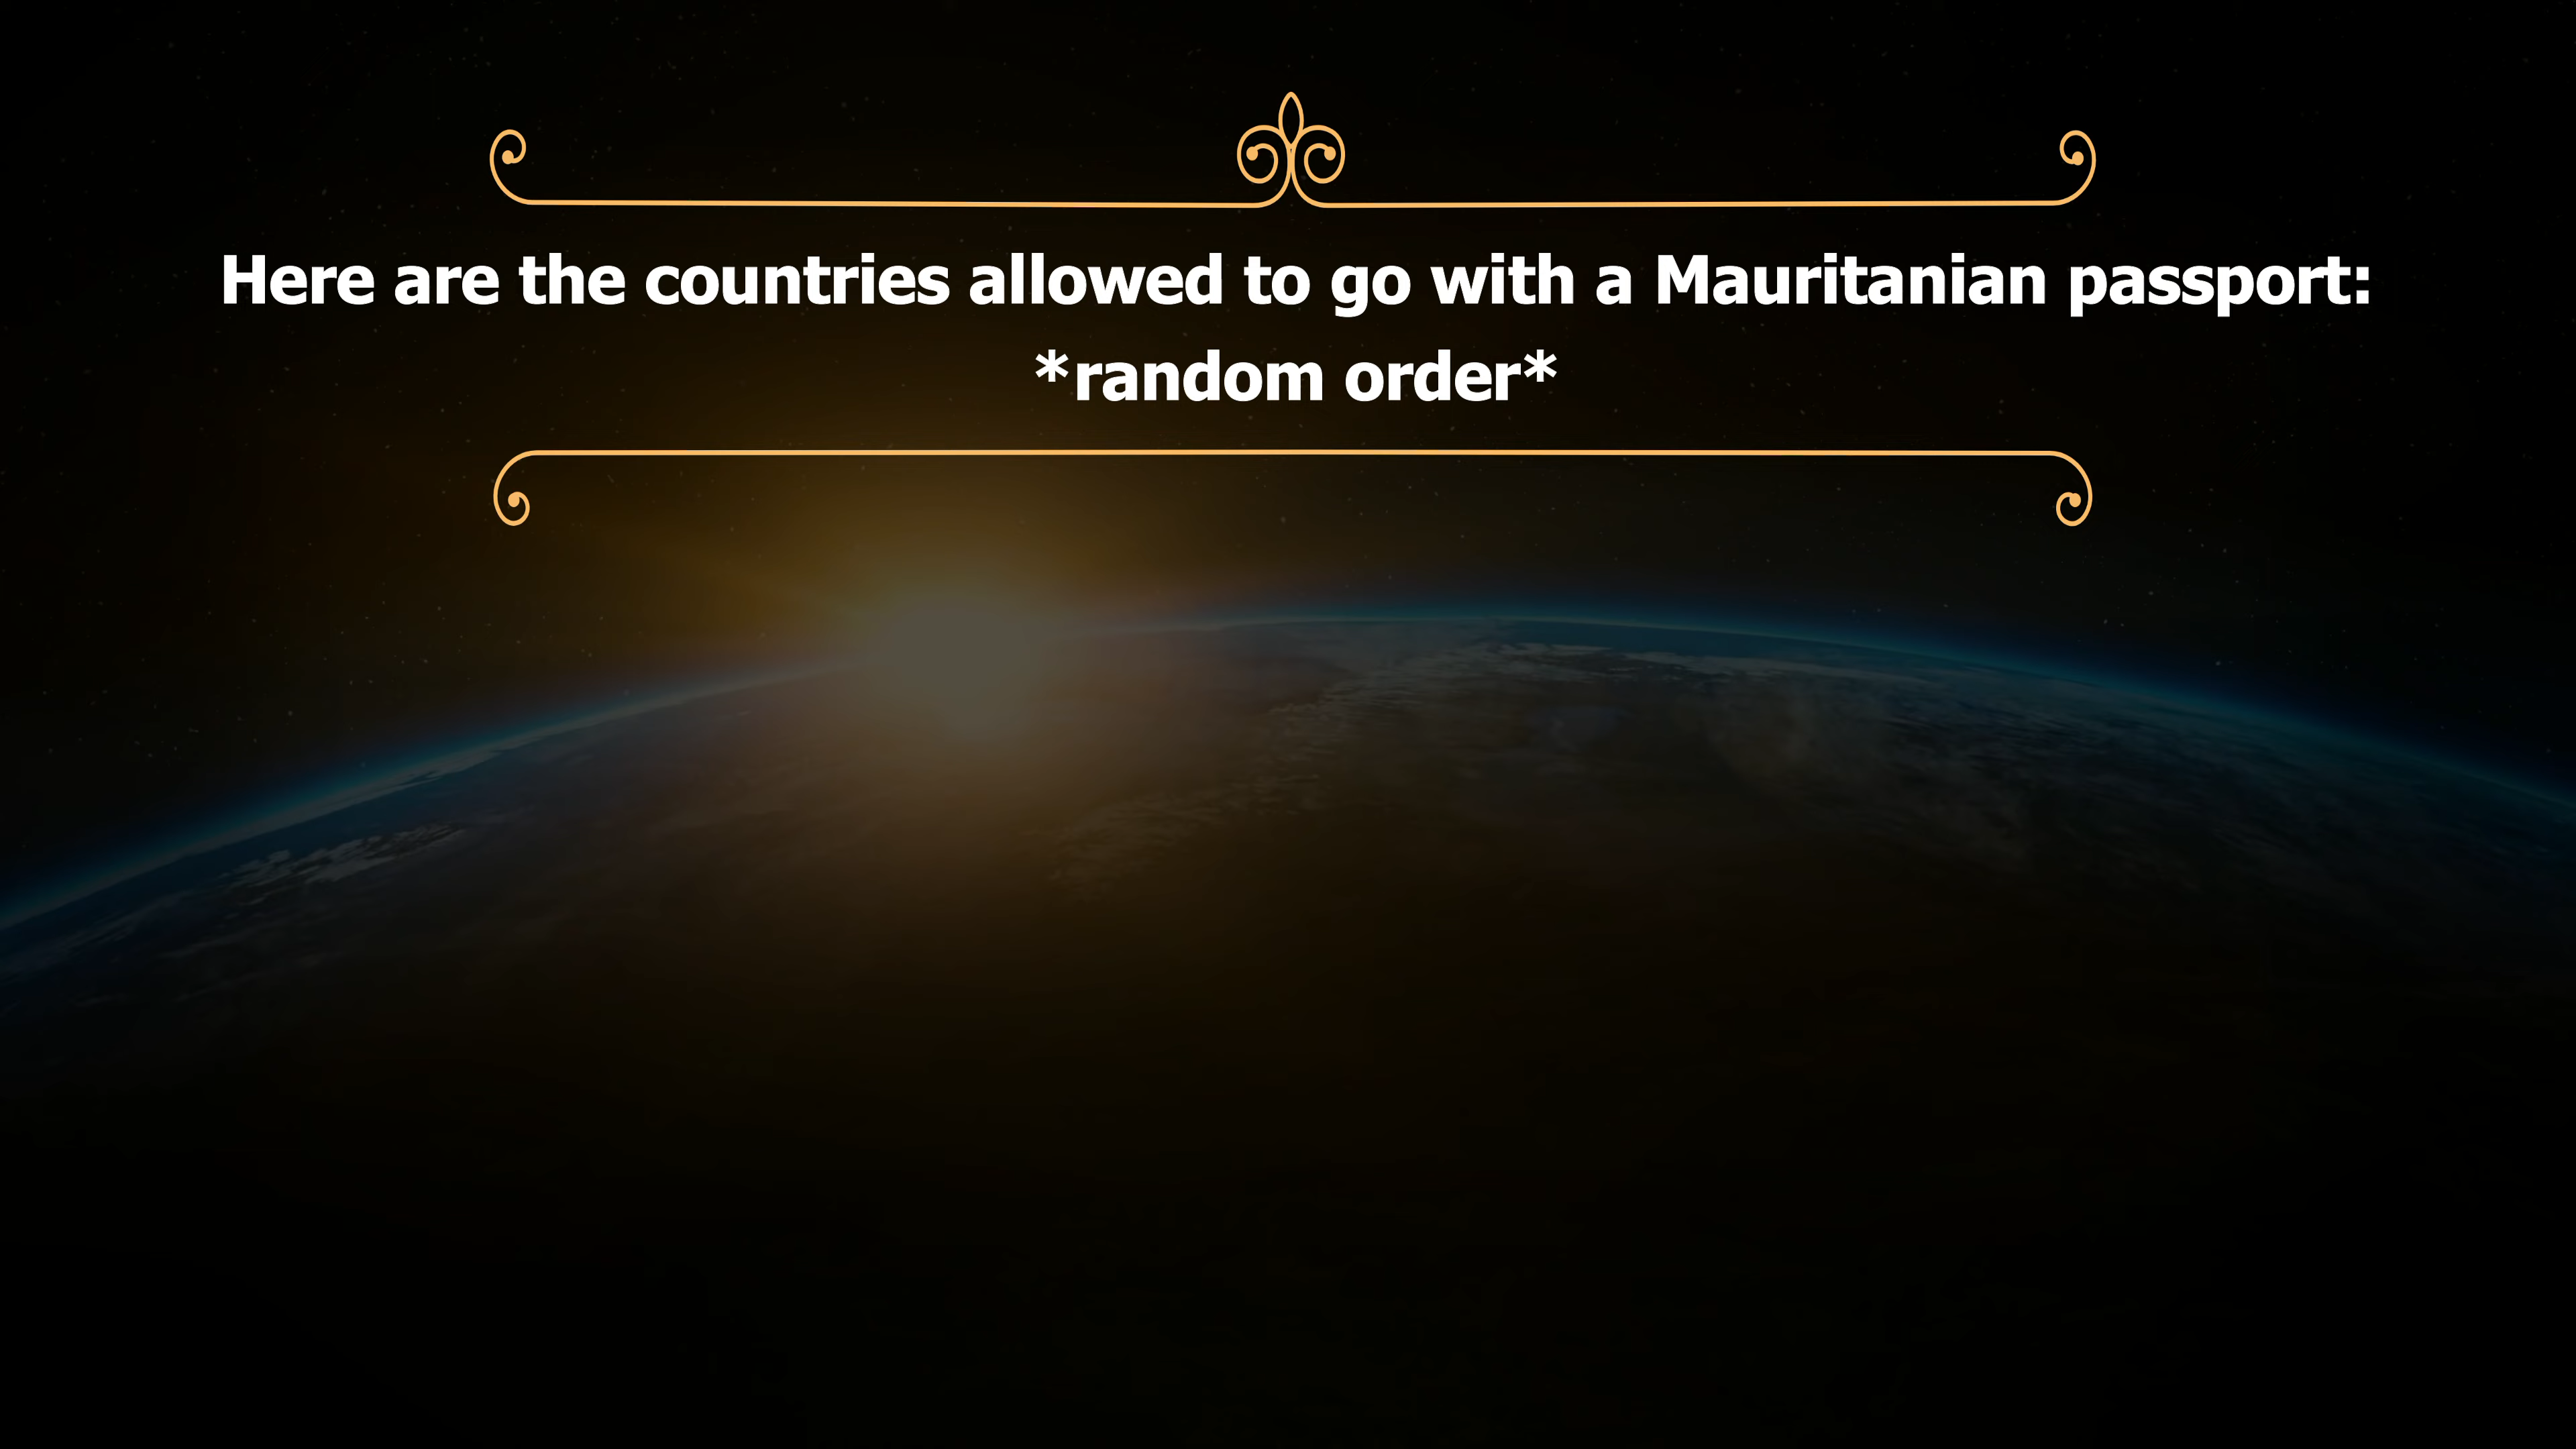 Here are the countries allowed to go with a Mauritanian passport:
*random order*